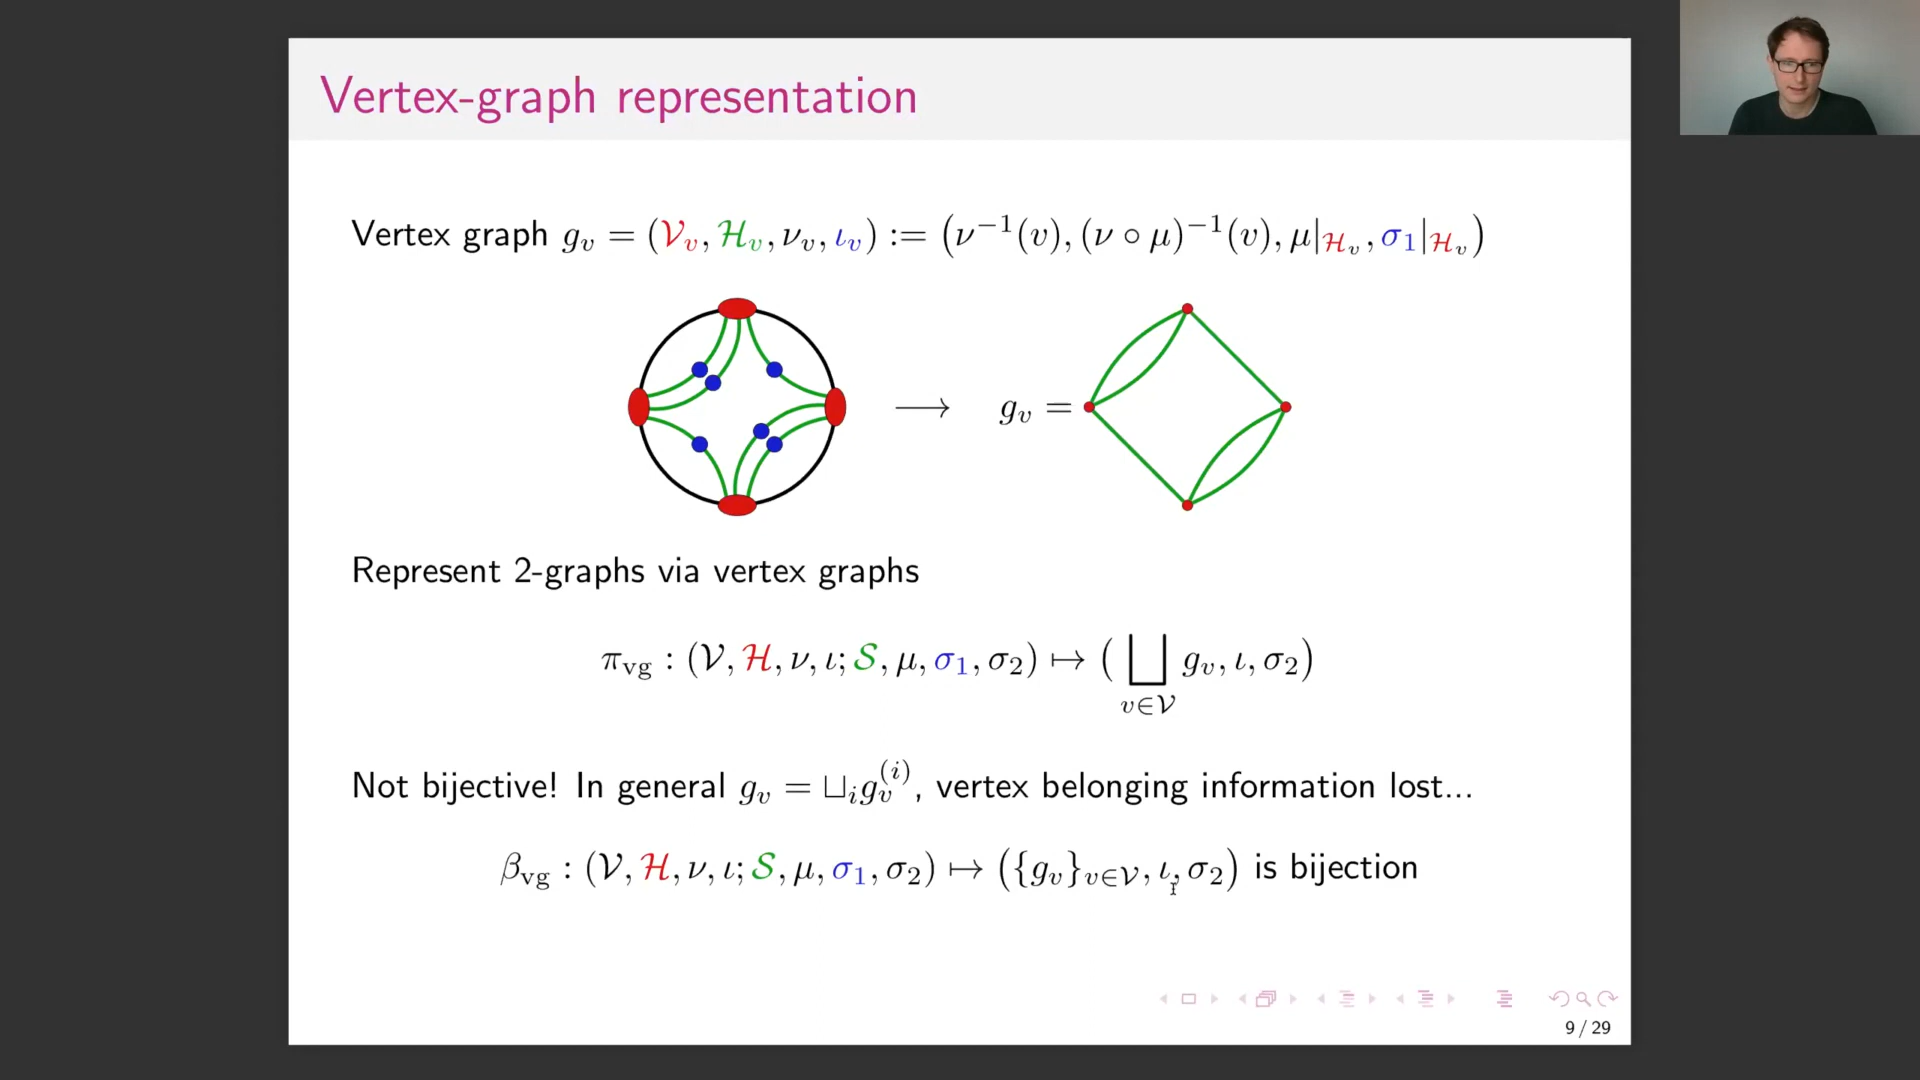 Vertex-graph representation
Vertex graph g_v = (𝒱_v, ℋ_v, ν_v, ι_v) := (ν⁻¹(v), (ν ∘ μ)⁻¹(v), μ|_{ℋ_v}, σ₁|_{ℋ_v})
⟶ g_v =
Represent 2-graphs via vertex graphs
π_vg : (𝒱, ℋ, ν, ι; 𝒮, μ, σ₁, σ₂) ↦ (⨆_{v∈𝒱} g_v, ι, σ₂)
Not bijective! In general g_v = ⊔_i g_v^{(i)}, vertex belonging information lost...
β_vg : (𝒱, ℋ, ν, ι; 𝒮, μ, σ₁, σ₂) ↦ ({g_v}_{v∈𝒱}, ι, σ₂) is bijection
9 / 29